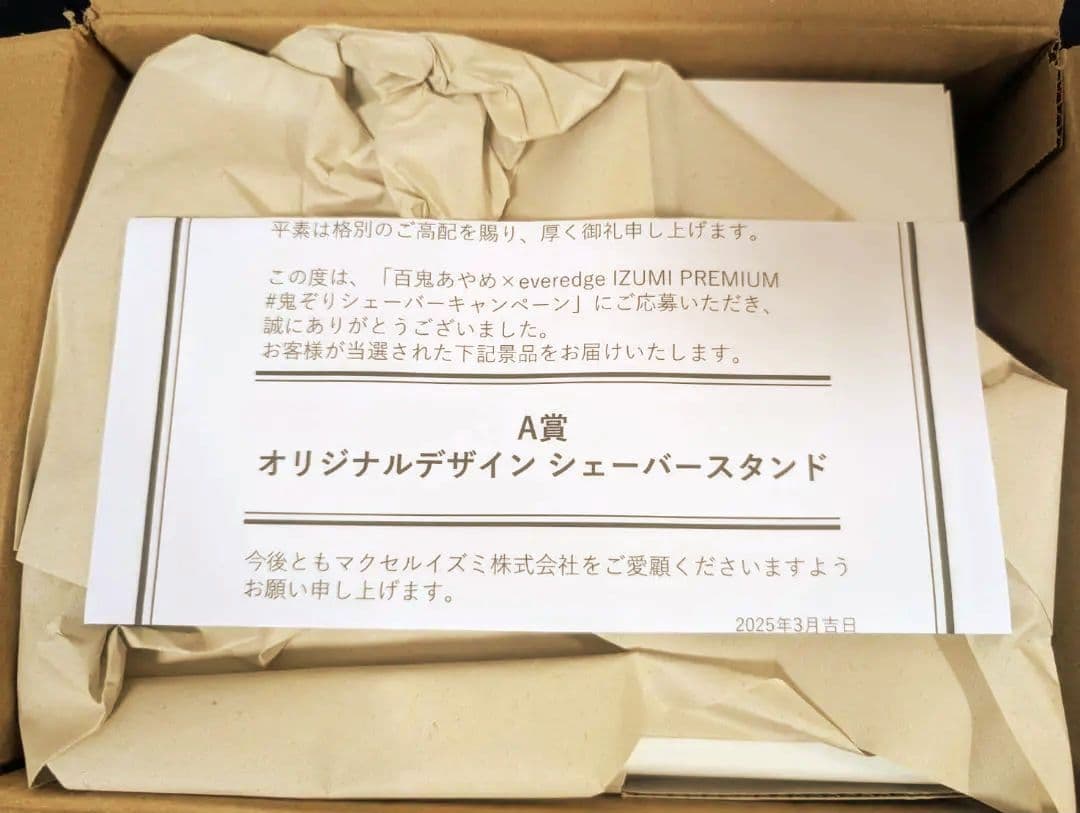 平素は格別のご高配を賜り、厚く御礼申し上げます。
この度は、「百鬼あやめ×everedge IZUMI PREMIUM
#鬼ぞりシェーバーキャンペーン」にご応募いただき、
誠にありがとうございました。
お客様が当選された下記景品をお届けいたします。
A賞
オリジナルデザイン シェーバースタンド
今後ともマクセルイズミ株式会社をご愛顧くださいますよう
お願い申し上げます。
2025年3月吉日